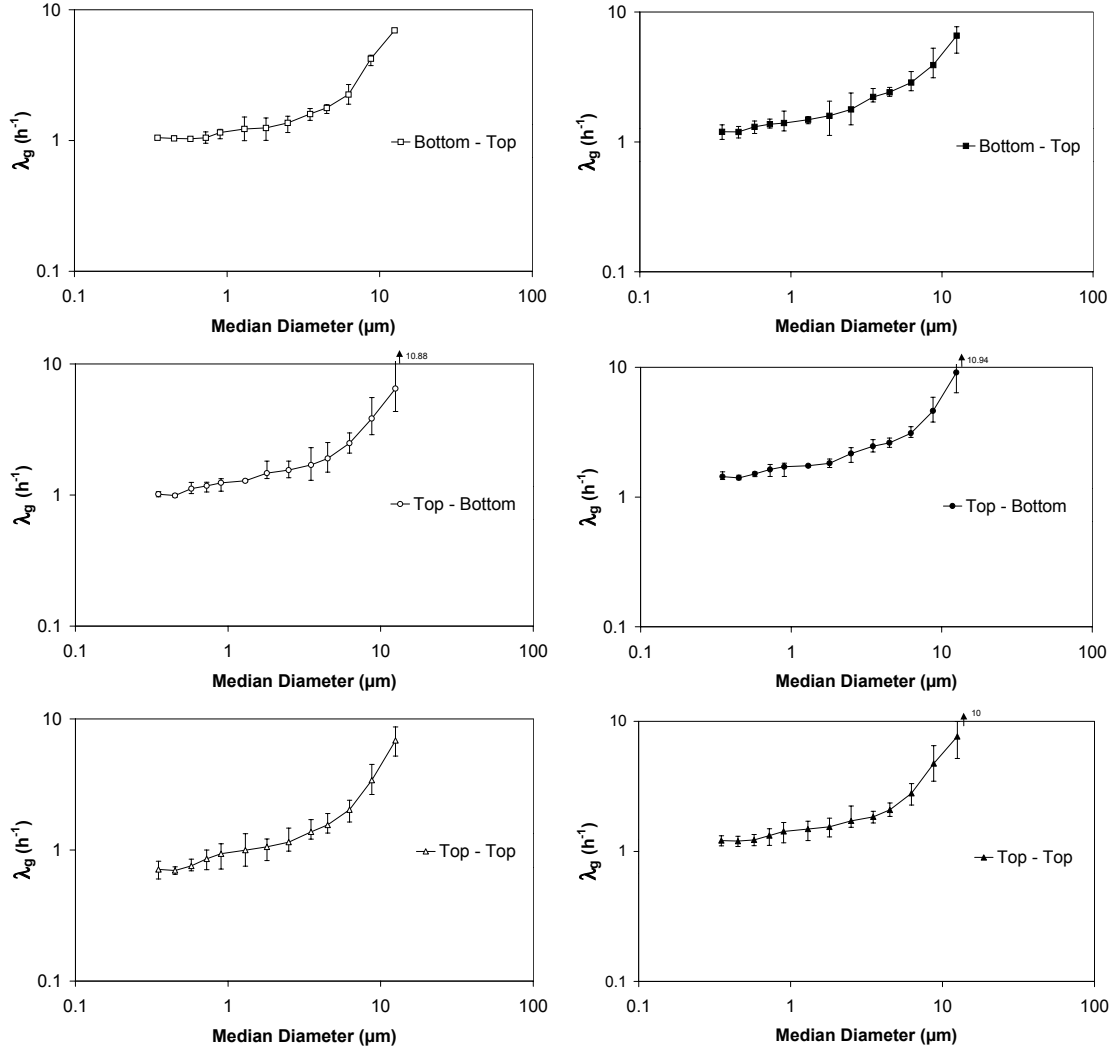 10
1
0.1
λg (h-1)
Bottom - Top
0.1
1
10
100
Median Diameter (µm)
10
1
0.1
λg (h-1)
Bottom - Top
0.1
1
10
100
Median Diameter (µm)
10.88
10
1
0.1
λg (h-1)
Top - Bottom
0.1
1
10
100
Median Diameter (µm)
10.94
10
1
0.1
λg (h-1)
Top - Bottom
0.1
1
10
100
Median Diameter (µm)
10
1
0.1
λg (h-1)
Top - Top
0.1
1
10
100
Median Diameter (µm)
10
10
1
0.1
λg (h-1)
Top - Top
0.1
1
10
100
Median Diameter (µm)